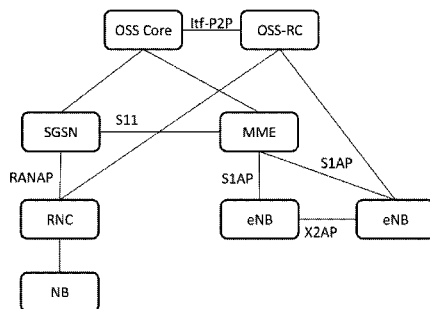 OSS Core
Itf-P2P
OSS-RC
SGSN
S11
MME
RANAP
S1AP
S1AP
RNC
eNB
X2AP
eNB
NB